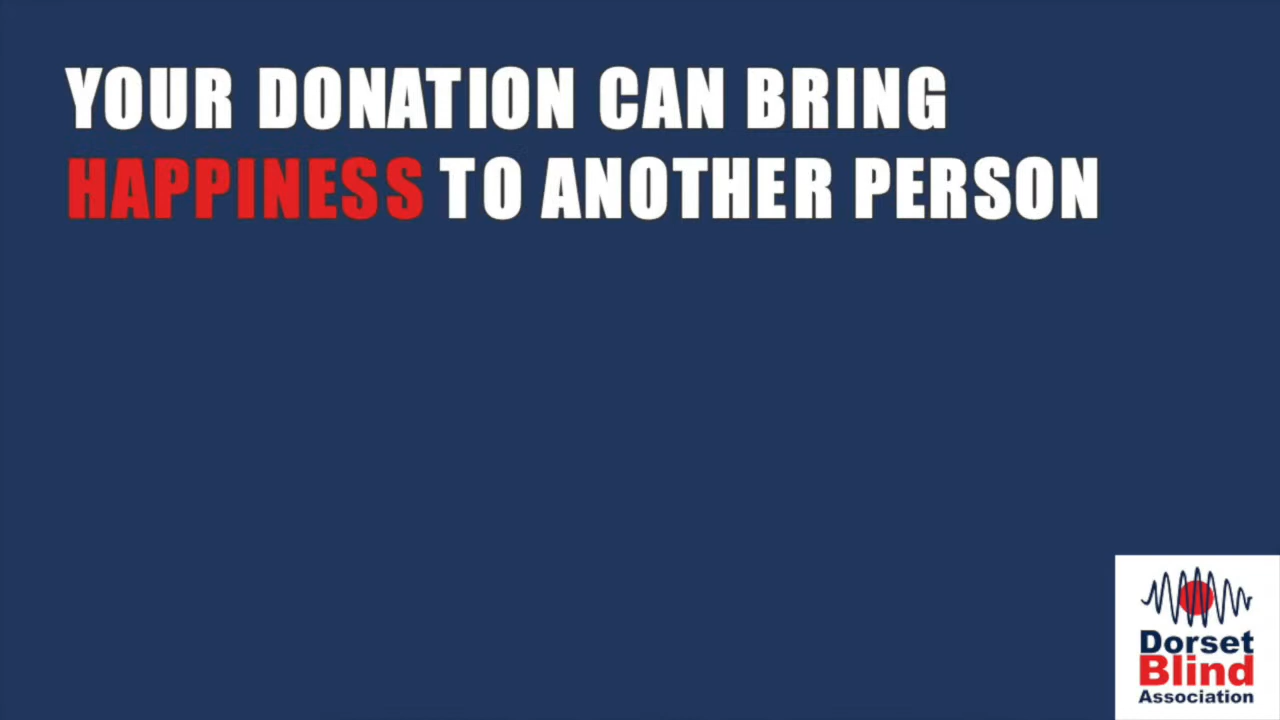 YOUR DONATION CAN BRING
HAPPINESS TO ANOTHER PERSON
Dorset
Blind
Association